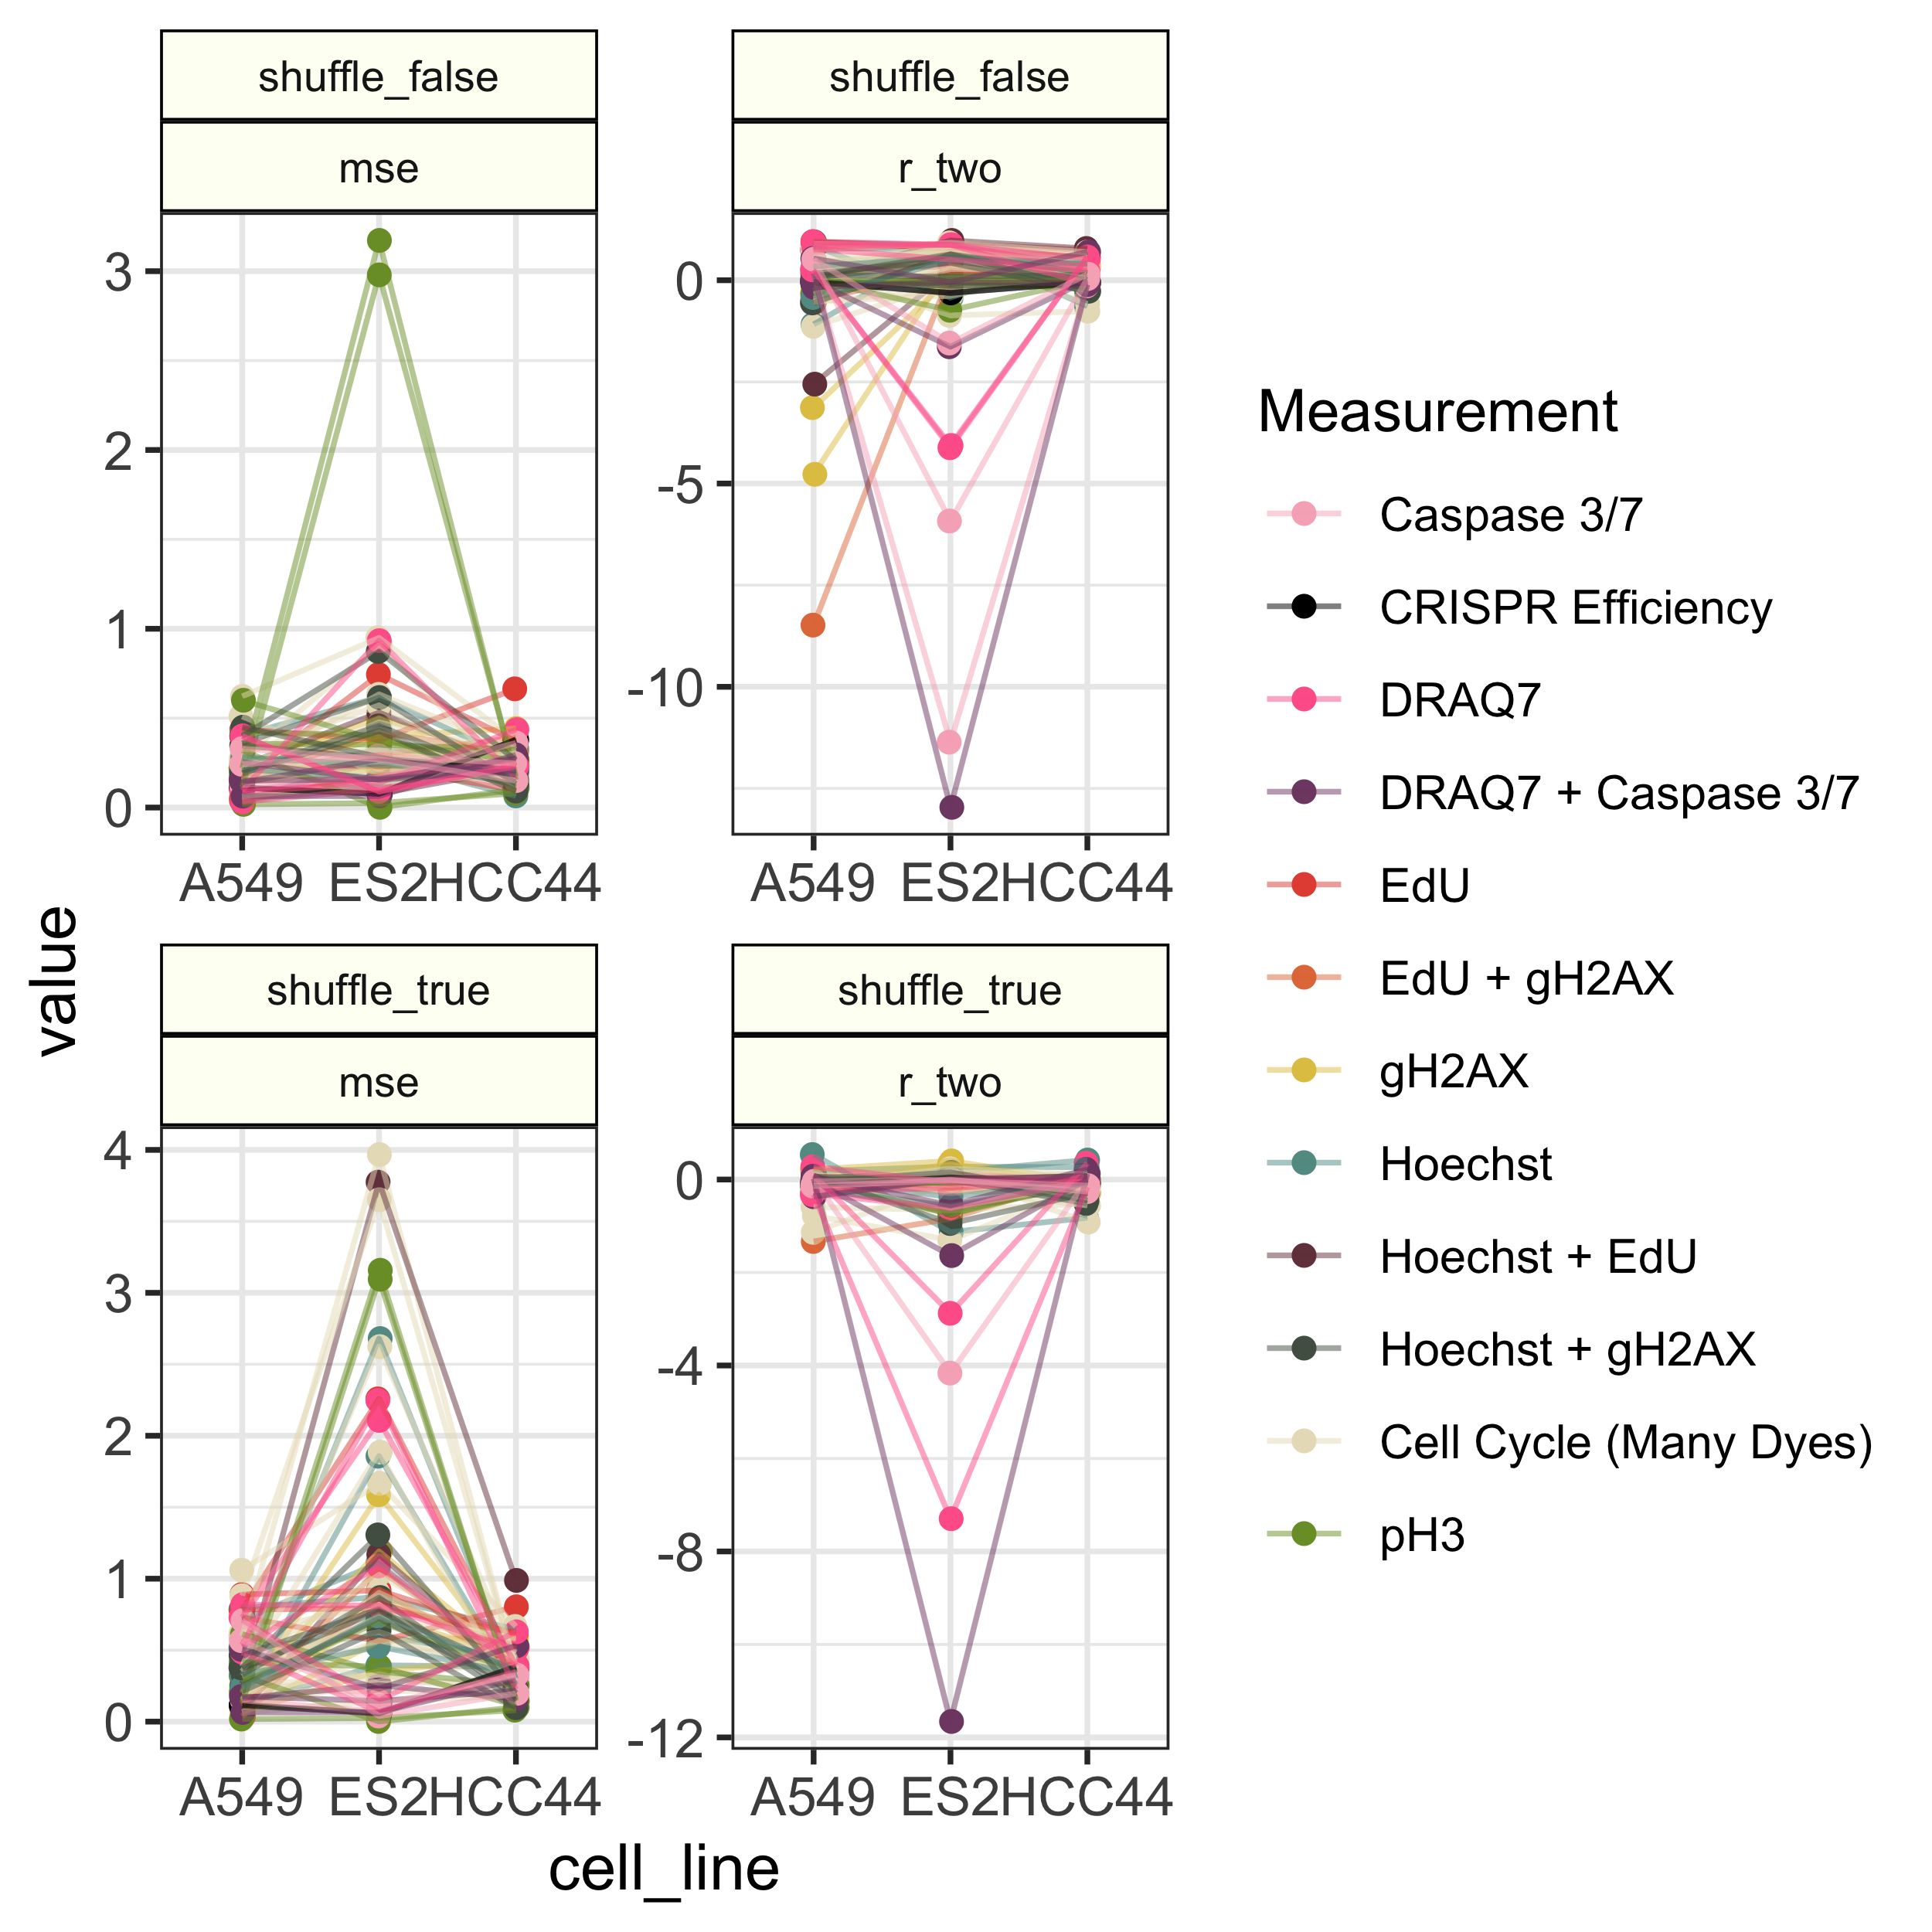 shuffle_false
mse
3
2
1
0
A549 ES2 HCC44
shuffle_false
r_two
0
-5
-10
A549 ES2 HCC44
shuffle_true
mse
4
3
2
1
0
A549 ES2 HCC44
shuffle_true
r_two
0
-4
-8
-12
A549 ES2 HCC44
value
cell_line
Measurement
Caspase 3/7
CRISPR Efficiency
DRAQ7
DRAQ7 + Caspase 3/7
EdU
EdU + gH2AX
gH2AX
Hoechst
Hoechst + EdU
Hoechst + gH2AX
Cell Cycle (Many Dyes)
pH3